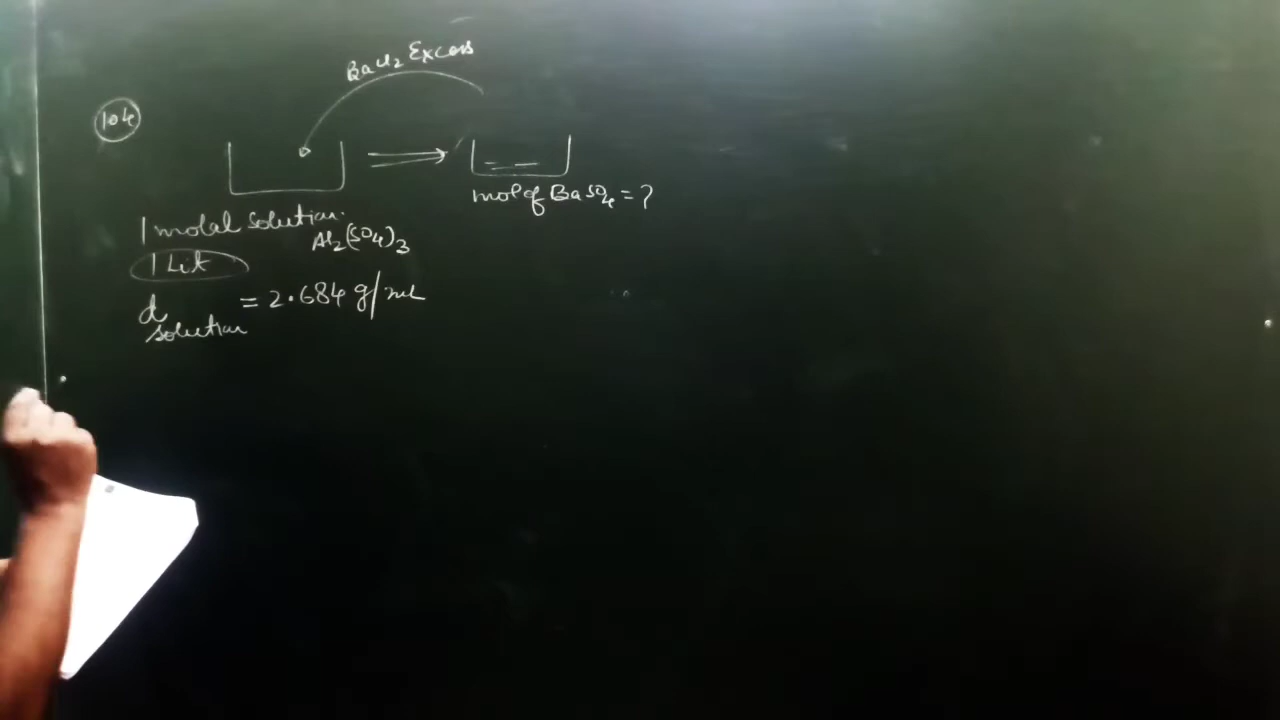 BaCl2 Excess
104
mol of BaSO4 = ?
1 molal solution.
Al2(SO4)3
1 Lit
d solution = 2.684 g/ml